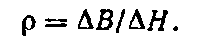 ρ = ΔB/ΔH.